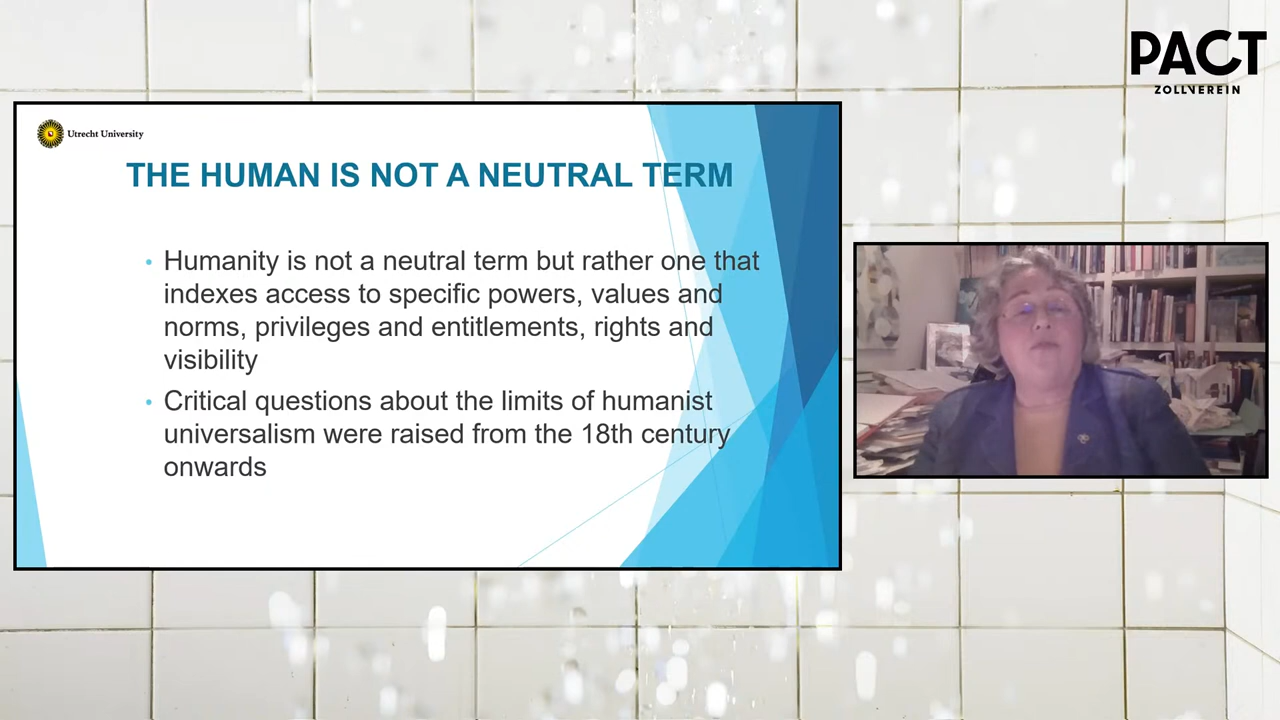 PACT
ZOLLVEREIN
Utrecht University
THE HUMAN IS NOT A NEUTRAL TERM
• Humanity is not a neutral term but rather one that
indexes access to specific powers, values and
norms, privileges and entitlements, rights and
visibility
• Critical questions about the limits of humanist
universalism were raised from the 18th century
onwards